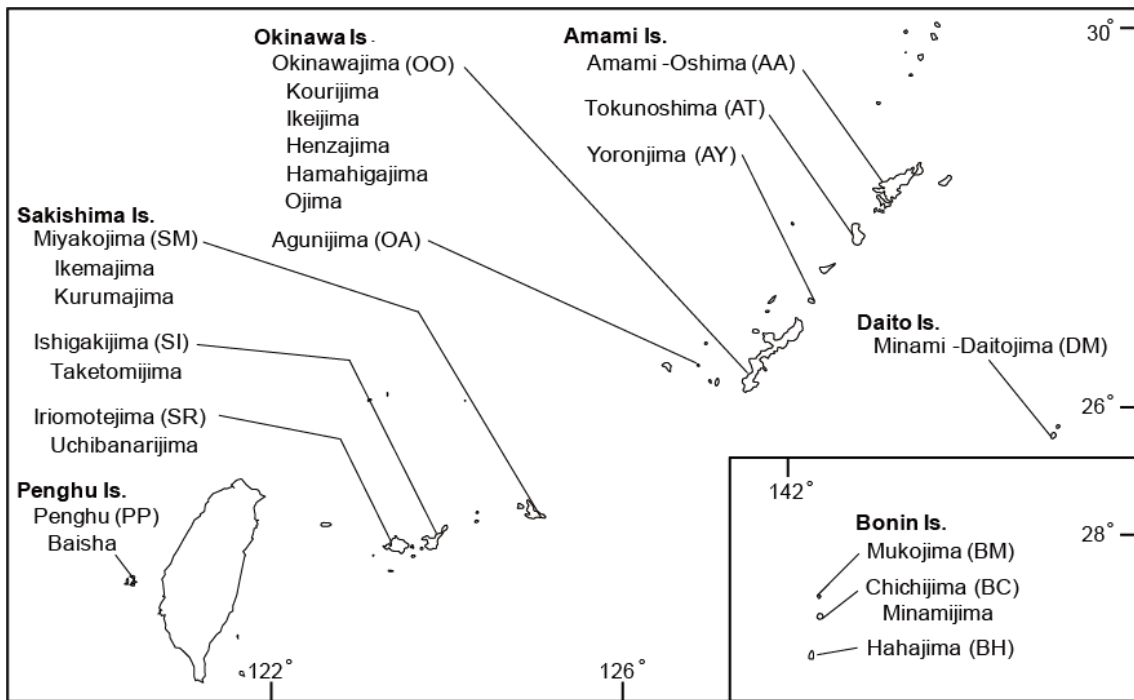 Okinawa Is .
Okinawajima (OO)
Kourijima
Ikeijima
Henzajima
Hamahigajima
Ojima
Agunijima (OA)
Amami Is.
Amami -Oshima (AA)
Tokunoshima (AT)
Yoronjima (AY)
30°
Sakishima Is.
Miyakojima (SM)
Ikemajima
Kurumajima
Ishigakijima (SI)
Taketomijima
Iriomotejima (SR)
Uchibanarijima
Penghu Is.
Penghu (PP)
Baisha
Daito Is.
Minami -Daitojima (DM)
26°
142°
Bonin Is.
28°
Mukojima (BM)
Chichijima (BC)
Minamijima
Hahajima (BH)
122°
126°